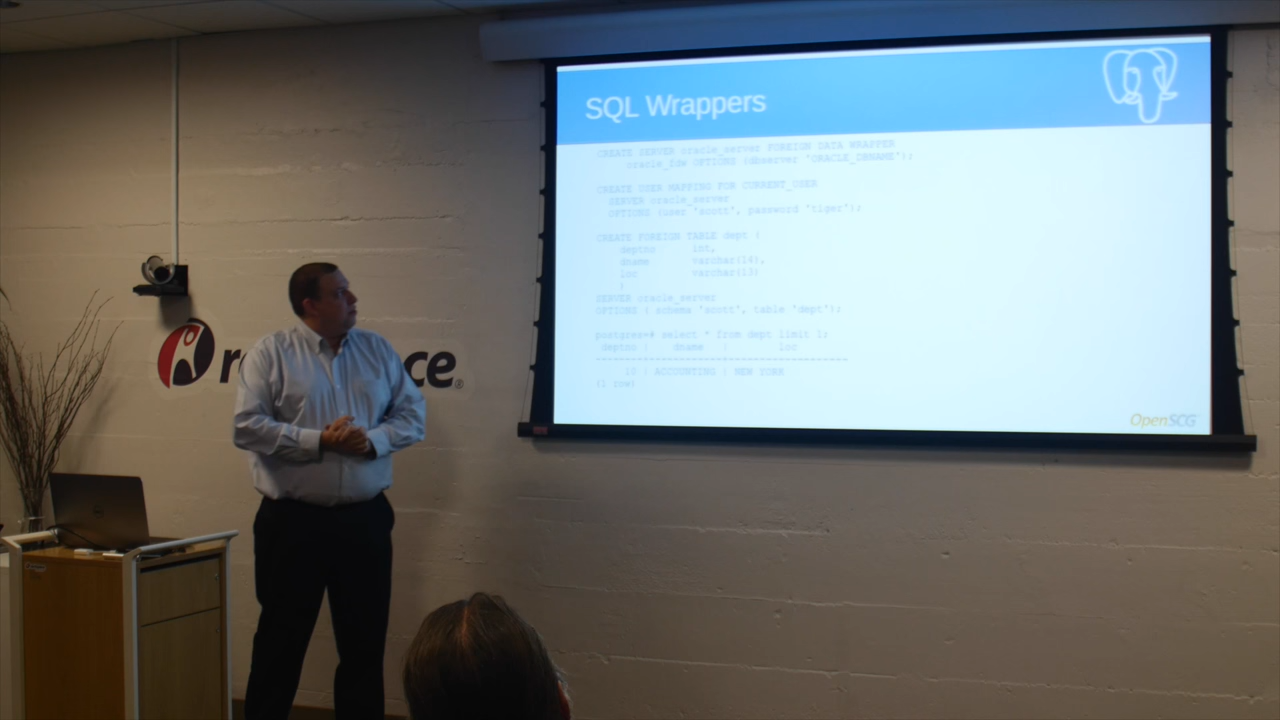 SQL Wrappers
CREATE SERVER oracle_server FOREIGN DATA WRAPPER
oracle_fdw OPTIONS (dbserver 'ORACLE_DBNAME');
CREATE USER MAPPING FOR CURRENT_USER
SERVER oracle_server
OPTIONS (user 'scott', password 'tiger');
CREATE FOREIGN TABLE dept (
deptno int,
dname varchar(14),
loc varchar(13)
)
SERVER oracle_server
OPTIONS ( schema 'scott', table 'dept');
postgres=# select * from dept limit 1;
deptno | dname | loc
----------------------------------------
10 | ACCOUNTING | NEW YORK
(1 row)
OpenSCG
ce®